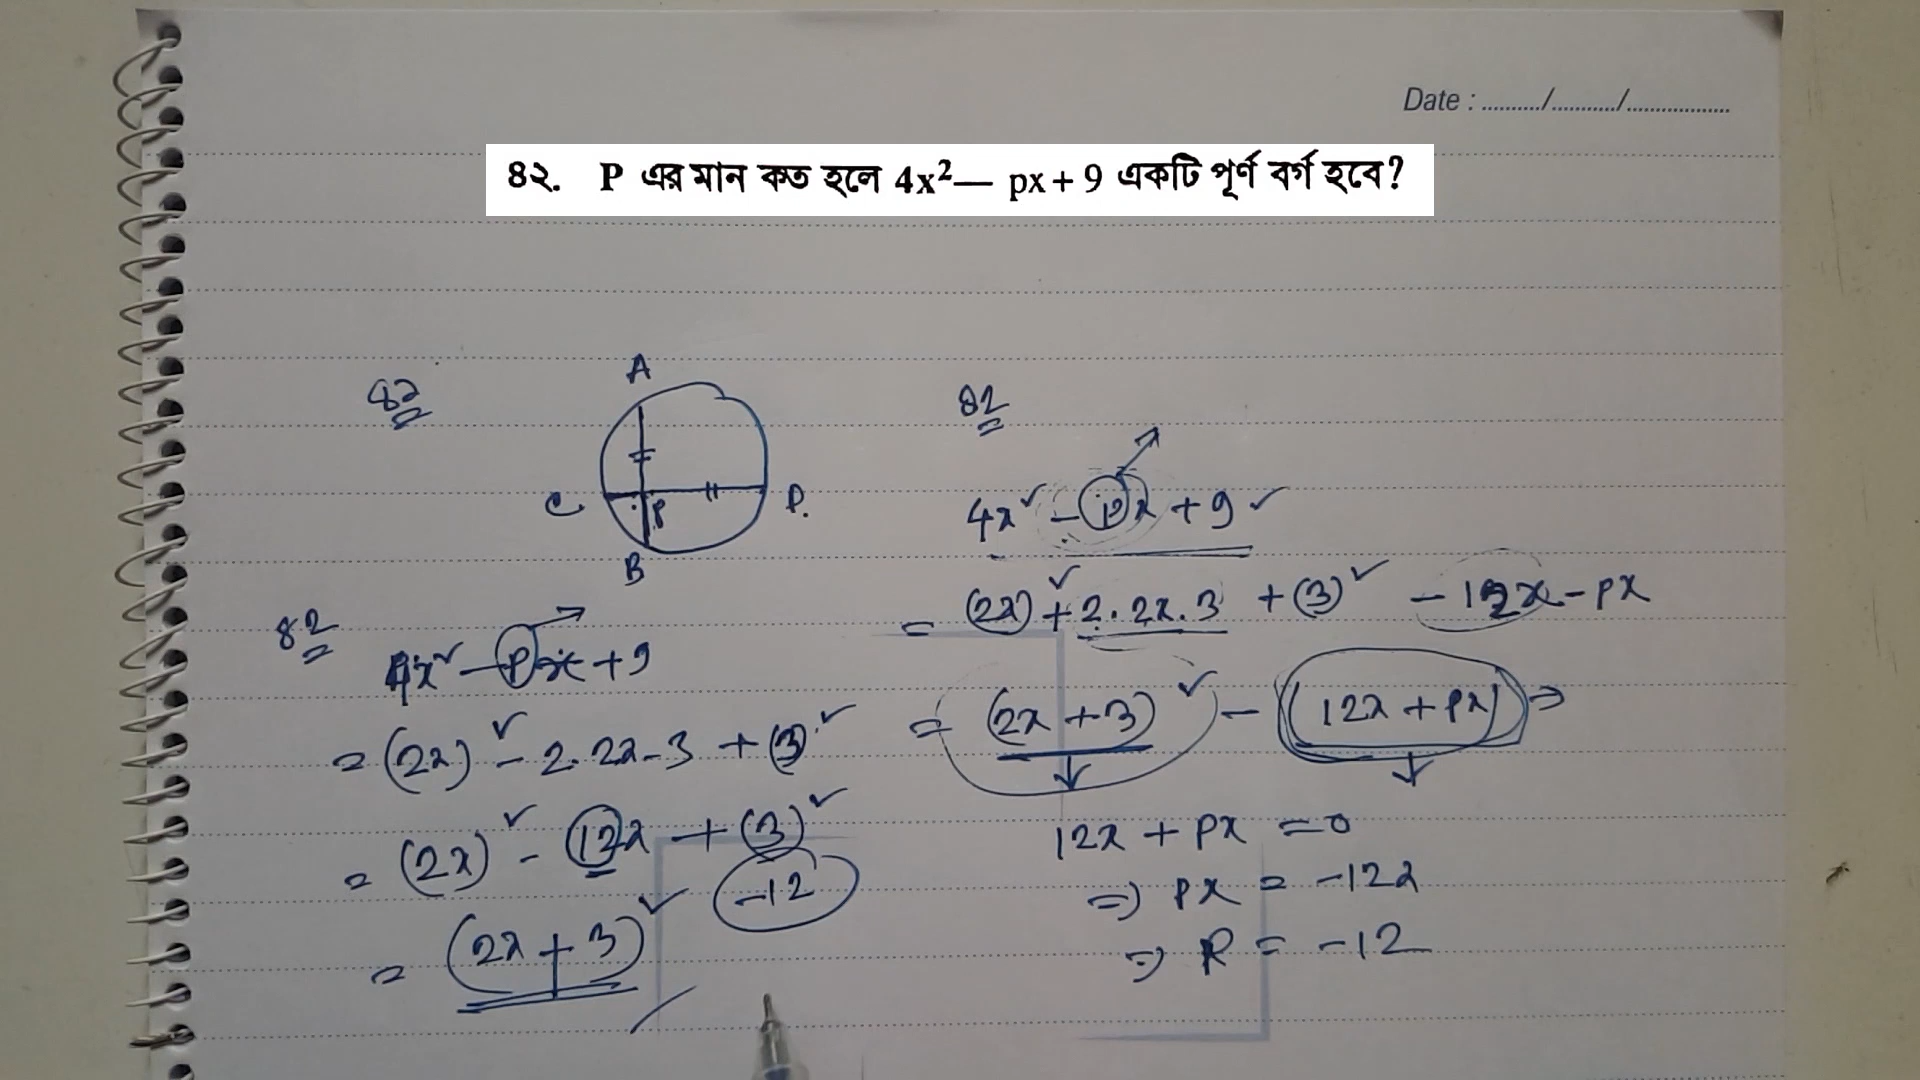 Date : ........../.........../.................
৪২. P এর মান কত হলে 4x²— px + 9 একটি পূর্ণ বর্গ হবে?
82
A
C
P
D.
B
82
4x² - px + 9
= (2x)² - 2. 2x.3 + (3)²
= (2x)² - 12x + (3)²
-12
= (2x + 3)²
82
4x² - px + 9
= (2x)² + 2. 2x. 3 + (3)² - 12x - px
= (2x + 3)² - (12x + px) ⇒
12x + px = 0
⇒ px = -12x
⇒ P = -12